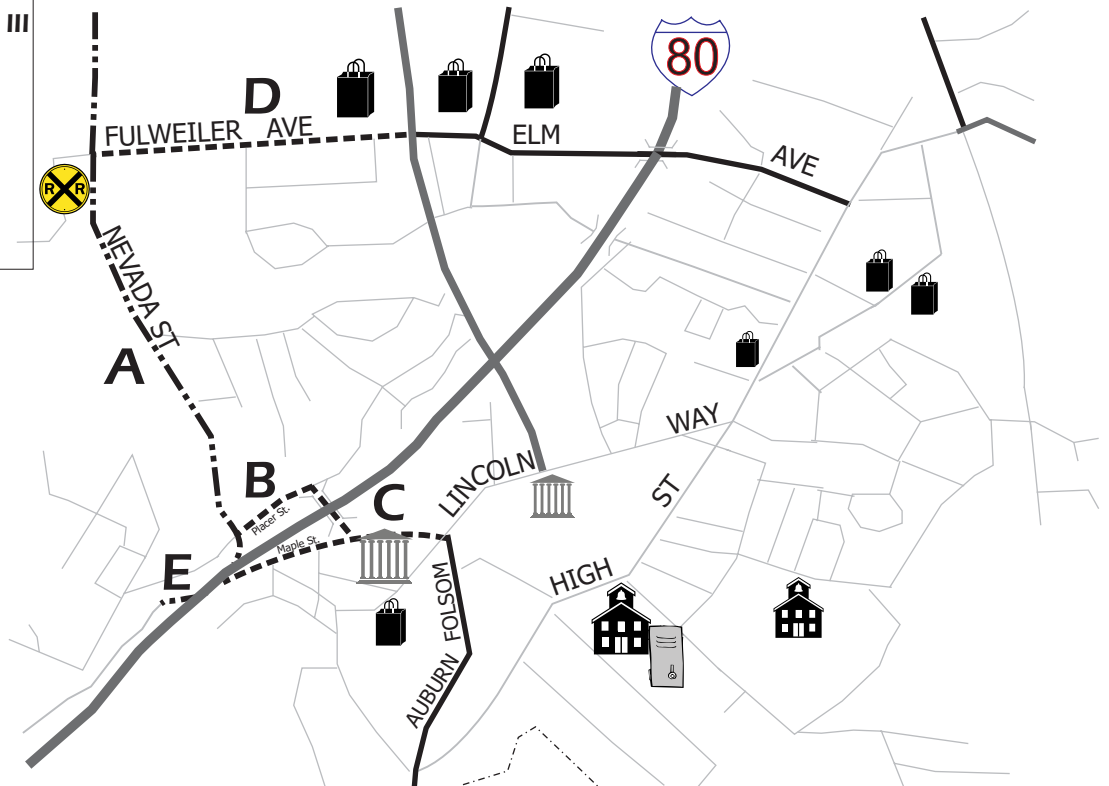 III
80
D
FULWEILER AVE
ELM
AVE
R R
NEVADA ST
A
WAY
B
C
LINCOLN
ST
Placer St.
Maple St.
E
HIGH
AUBURN FOLSOM